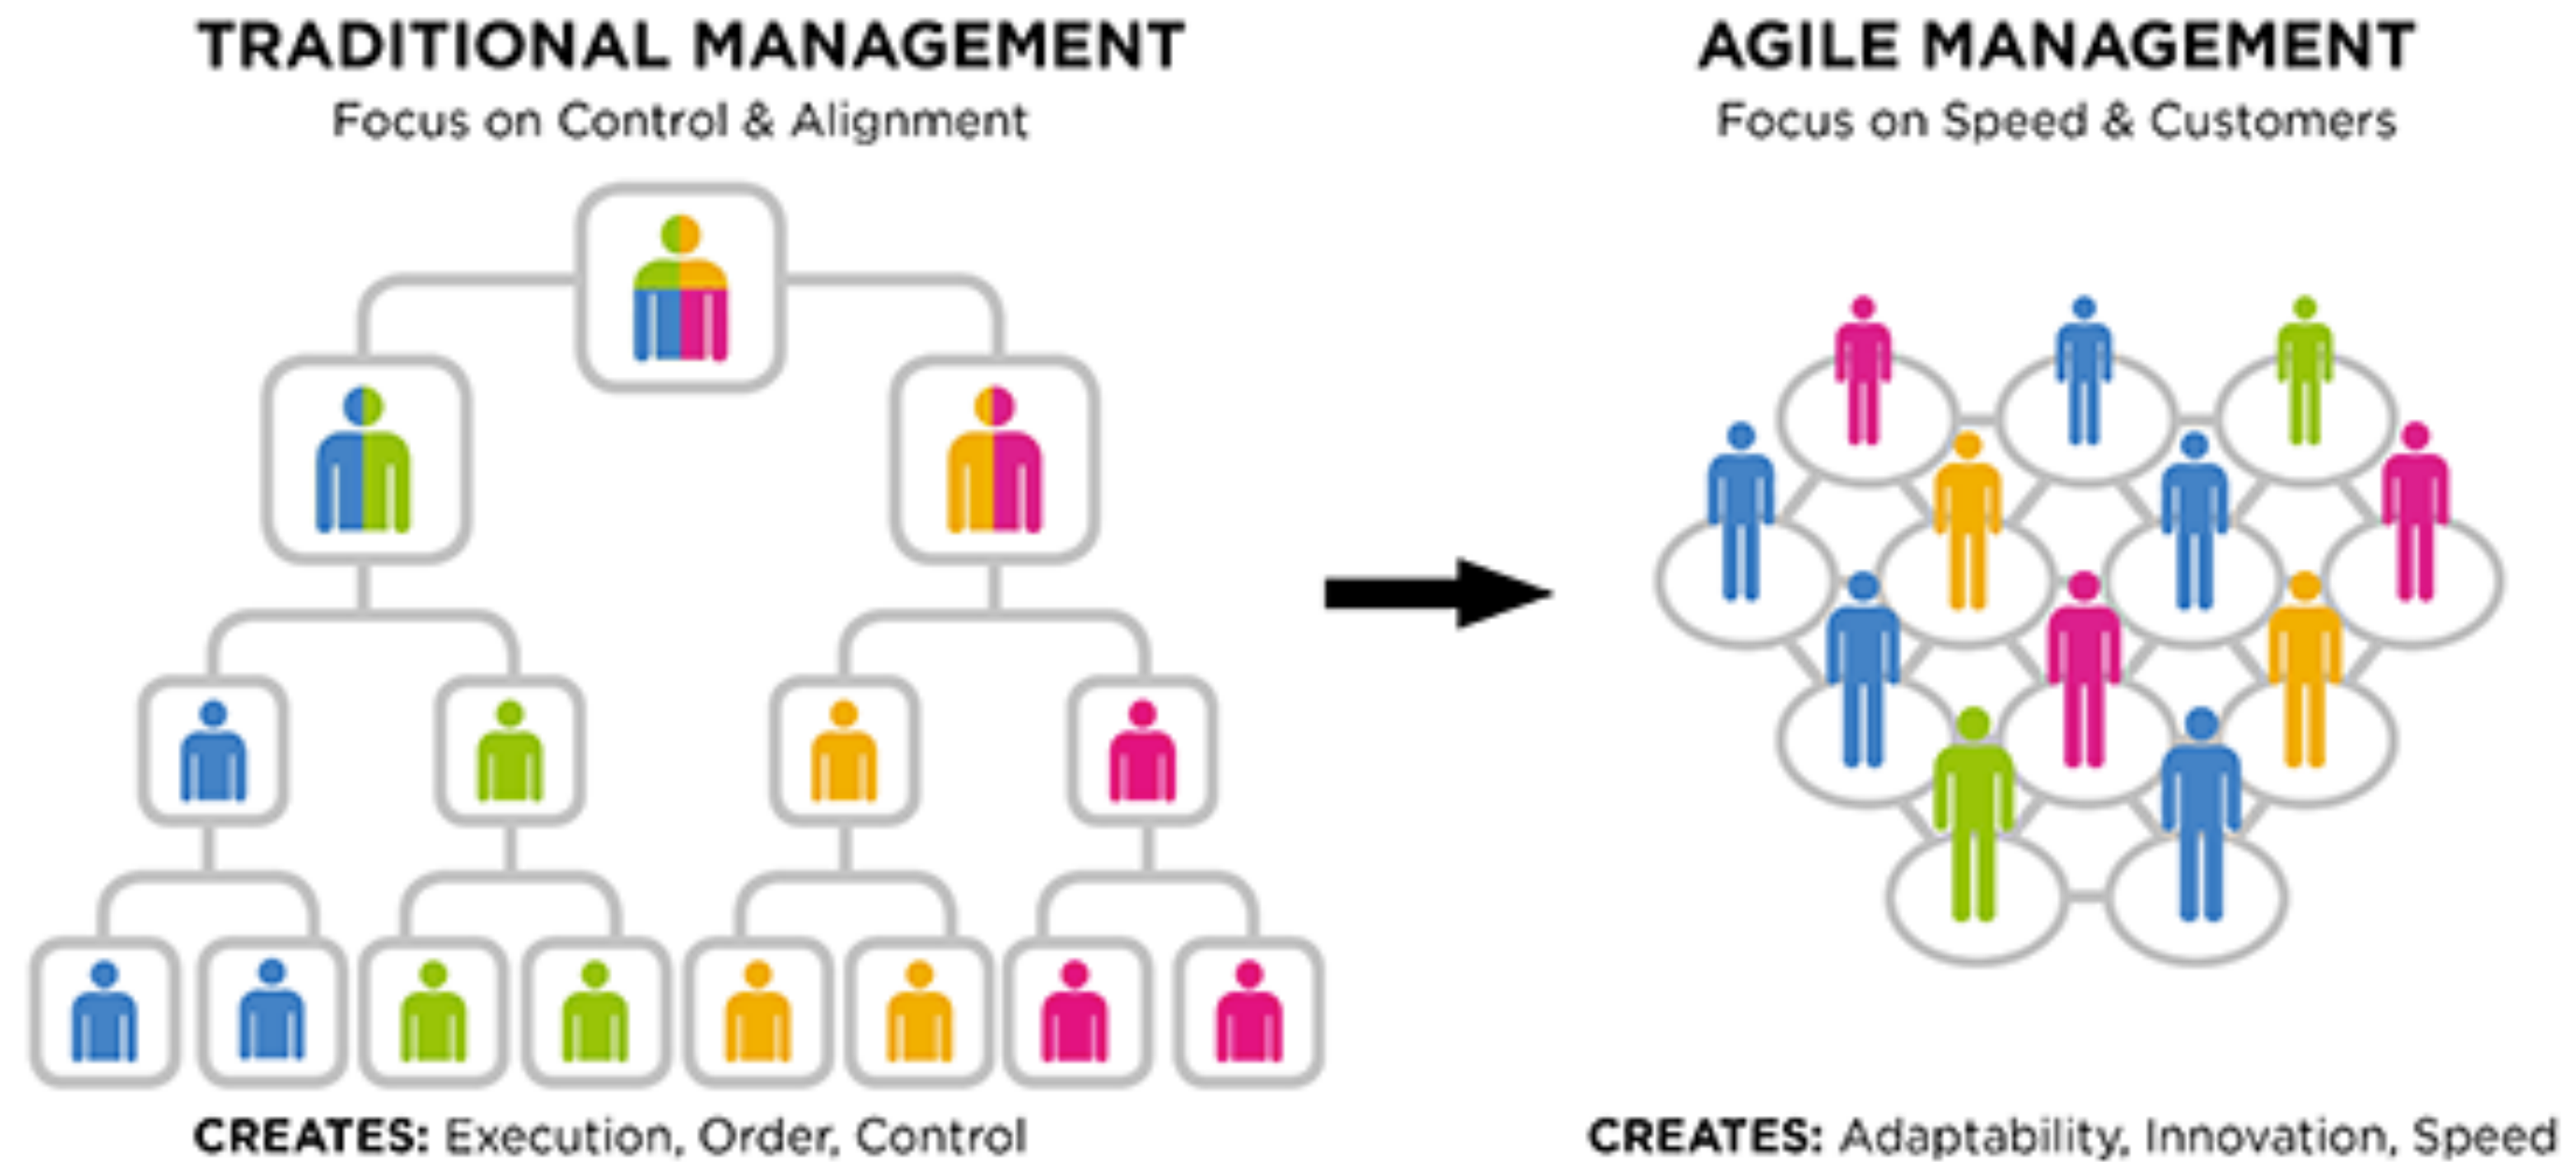 TRADITIONAL MANAGEMENT
Focus on Control & Alignment
CREATES: Execution, Order, Control
AGILE MANAGEMENT
Focus on Speed & Customers
CREATES: Adaptability, Innovation, Speed